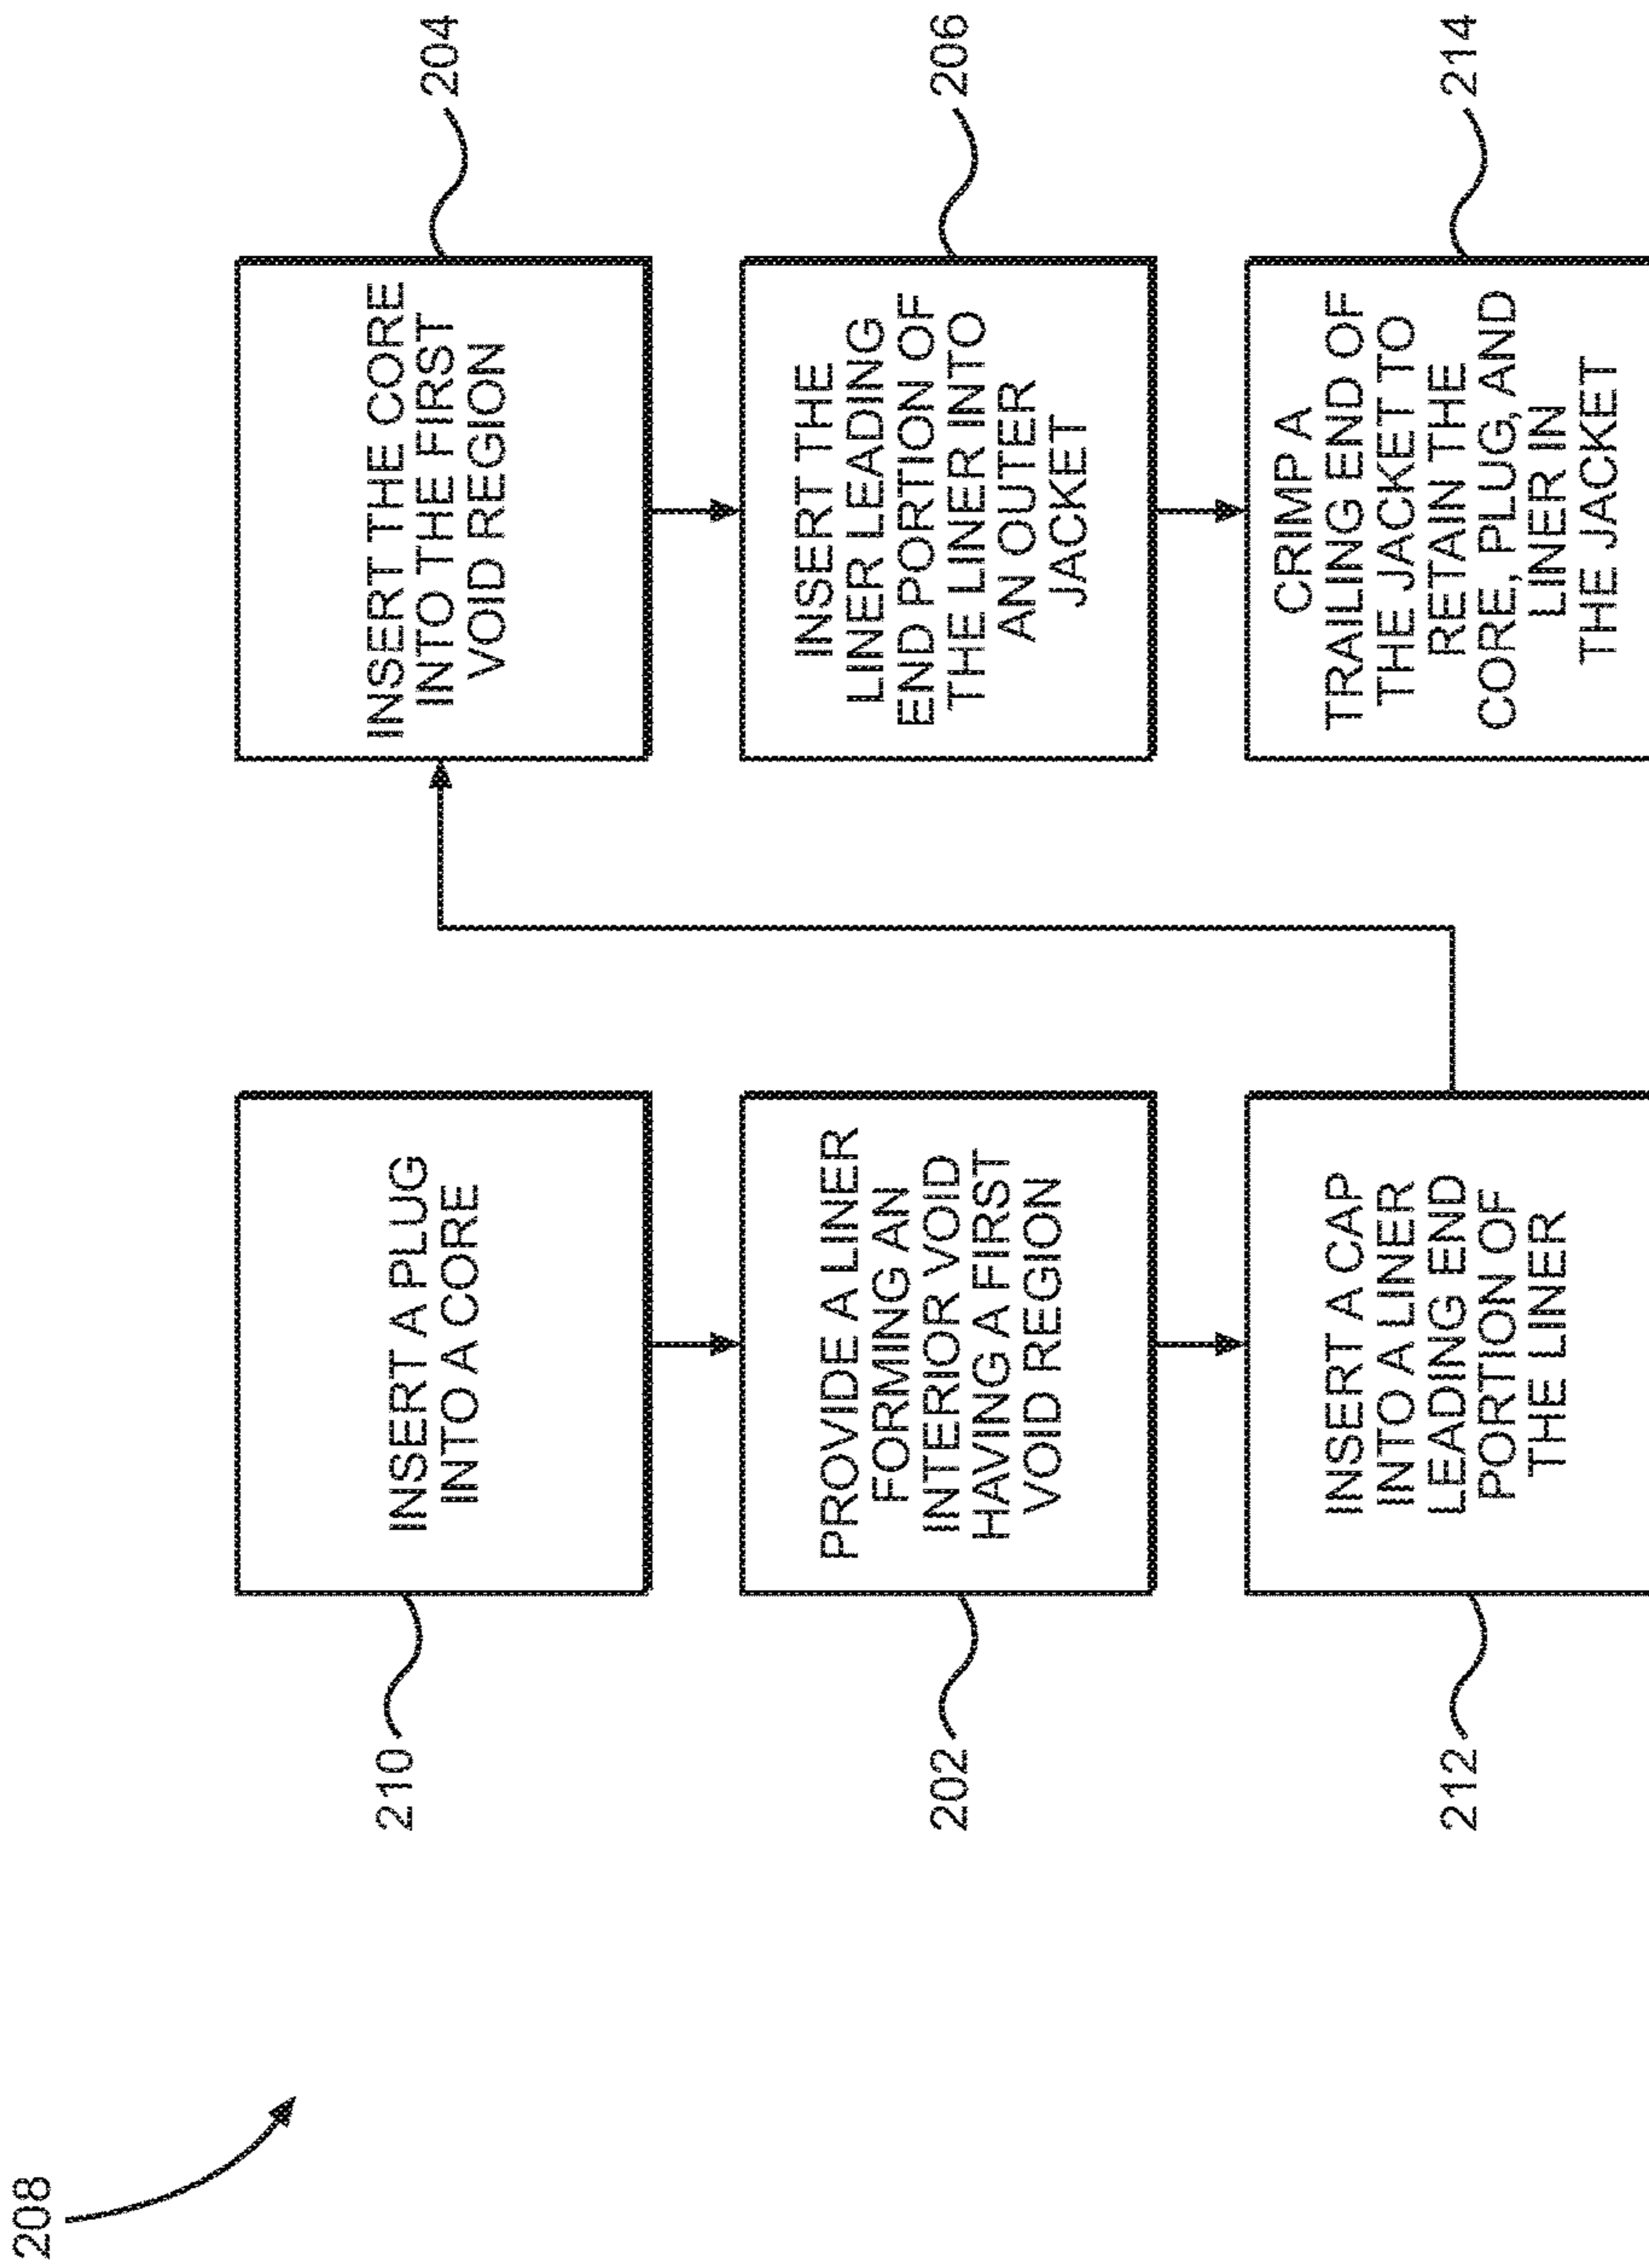 208
210
INSERT A PLUG
INTO A CORE
202
PROVIDE A LINER
FORMING AN
INTERIOR VOID
HAVING A FIRST
VOID REGION
212
INSERT A CAP
INTO A LINER
LEADING END
PORTION OF
THE LINER
INSERT THE CORE
INTO THE FIRST
VOID REGION
204
INSERT THE
LINER LEADING
END PORTION OF
THE LINER INTO
AN OUTER
JACKET
206
CRIMP A
TRAILING END OF
THE JACKET TO
RETAIN THE
CORE, PLUG, AND
LINER IN
THE JACKET
214